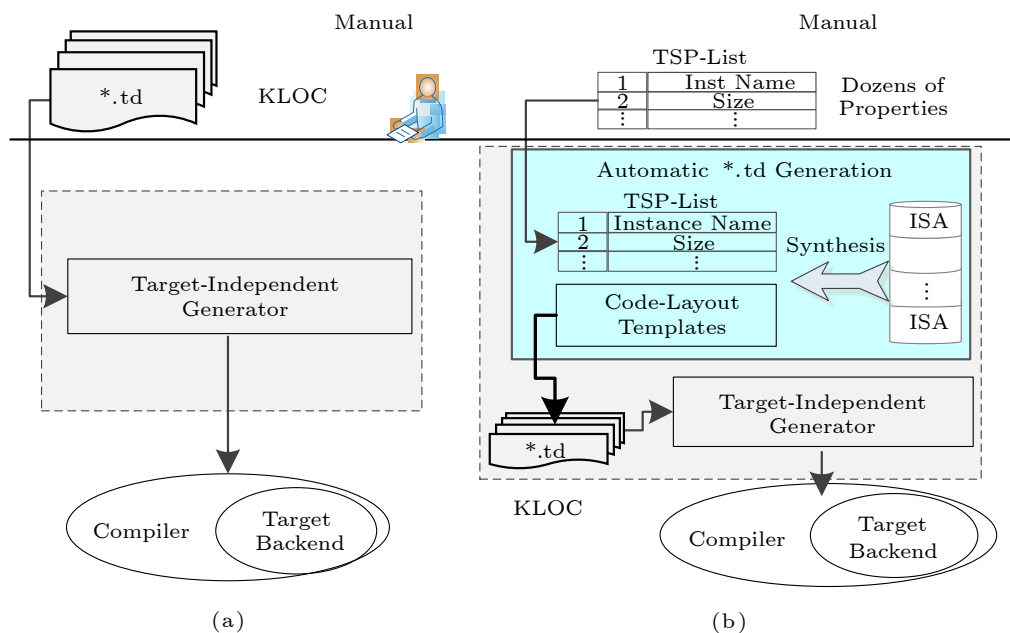 Manual
*.td
KLOC
Target-Independent
Generator
Compiler
Target
Backend
(a)
Manual
TSP-List
1 Inst Name
2 Size
⋮ ⋮
Dozens of
Properties
Automatic *.td Generation
TSP-List
1 Instance Name
2 Size
⋮ ⋮
Synthesis
ISA
⋮
ISA
Code-Layout
Templates
*.td
KLOC
Target-Independent
Generator
Compiler
Target
Backend
(b)